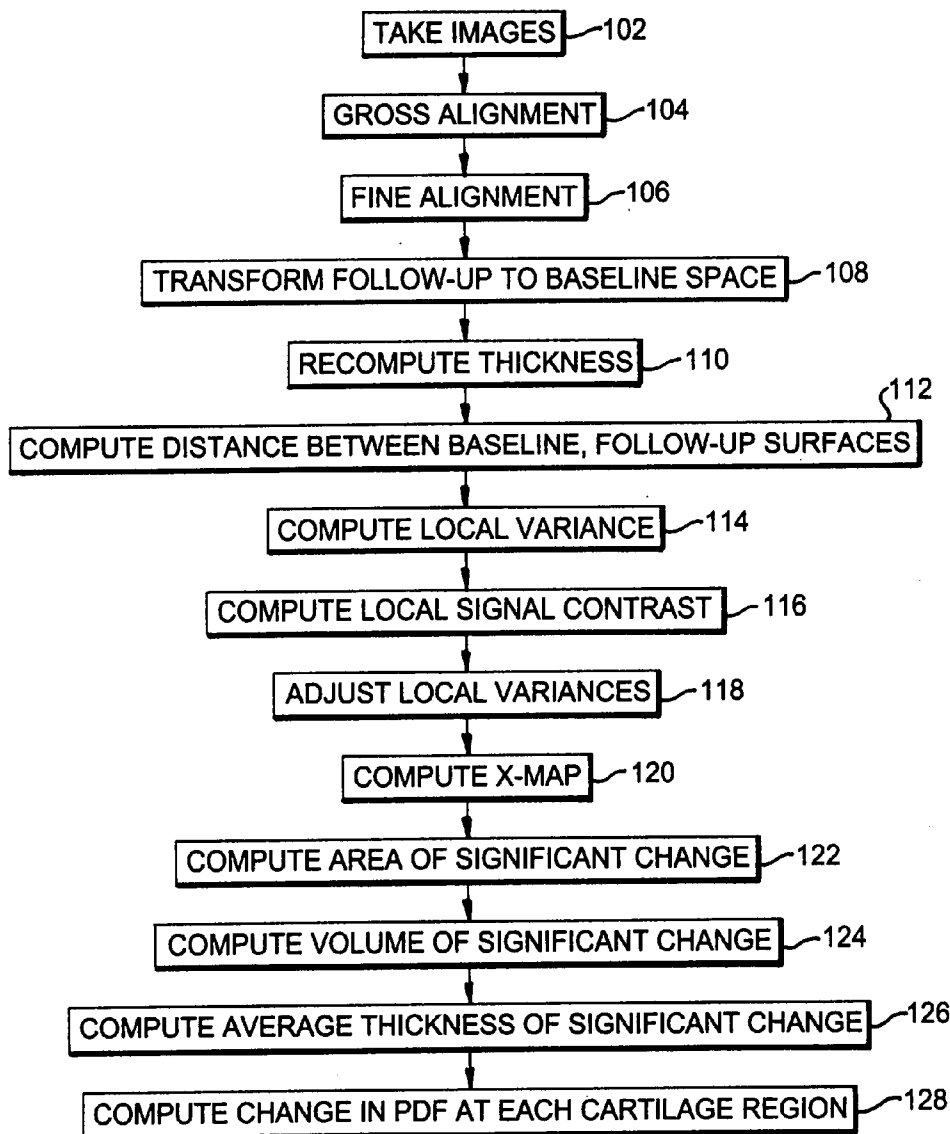 TAKE IMAGES 102
GROSS ALIGNMENT 104
FINE ALIGNMENT 106
TRANSFORM FOLLOW-UP TO BASELINE SPACE 108
RECOMPUTE THICKNESS 110
112
COMPUTE DISTANCE BETWEEN BASELINE, FOLLOW-UP SURFACES
COMPUTE LOCAL VARIANCE 114
COMPUTE LOCAL SIGNAL CONTRAST 116
ADJUST LOCAL VARIANCES 118
COMPUTE X-MAP 120
COMPUTE AREA OF SIGNIFICANT CHANGE 122
COMPUTE VOLUME OF SIGNIFICANT CHANGE 124
COMPUTE AVERAGE THICKNESS OF SIGNIFICANT CHANGE 126
COMPUTE CHANGE IN PDF AT EACH CARTILAGE REGION 128